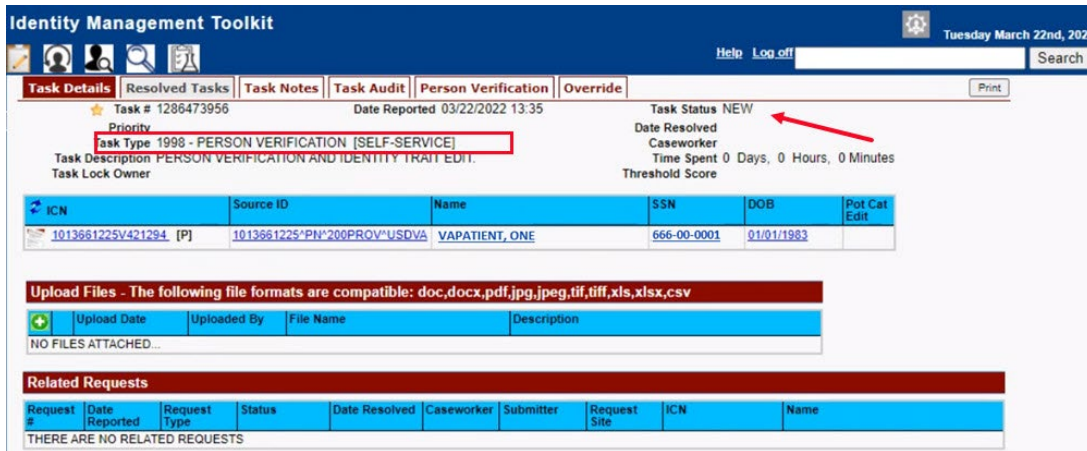 Identity Management Toolkit
Tuesday March 22nd, 202
Help Log off Search
Task Details Resolved Tasks Task Notes Task Audit Person Verification Override Print
Task # 1286473956 Date Reported 03/22/2022 13:35 Task Status NEW
Priority Date Resolved
Task Type 1998 - PERSON VERIFICATION [SELF-SERVICE] Caseworker
Task Description PERSON VERIFICATION AND IDENTITY TRAIT EDIT. Time Spent 0 Days, 0 Hours, 0 Minutes
Task Lock Owner Threshold Score
ICN Source ID Name SSN DOB Pot Cat Edit
1013661225V421294 [P] 1013661225^PN^200PROV^USDVA VAPATIENT, ONE 666-00-0001 01/01/1983
Upload Files - The following file formats are compatible: doc,docx,pdf,jpg,jpeg,tif,tiff,xls,xlsx,csv
Upload Date Uploaded By File Name Description
NO FILES ATTACHED...
Related Requests
Request # Date Reported Request Type Status Date Resolved Caseworker Submitter Request Site ICN Name
THERE ARE NO RELATED REQUESTS